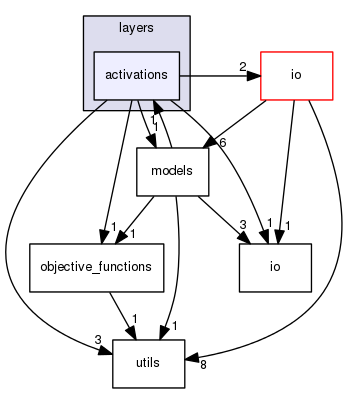 layers
activations
2
io
1
1
6
models
1
1
3
1
1
objective_functions
io
1
1
3
utils
8